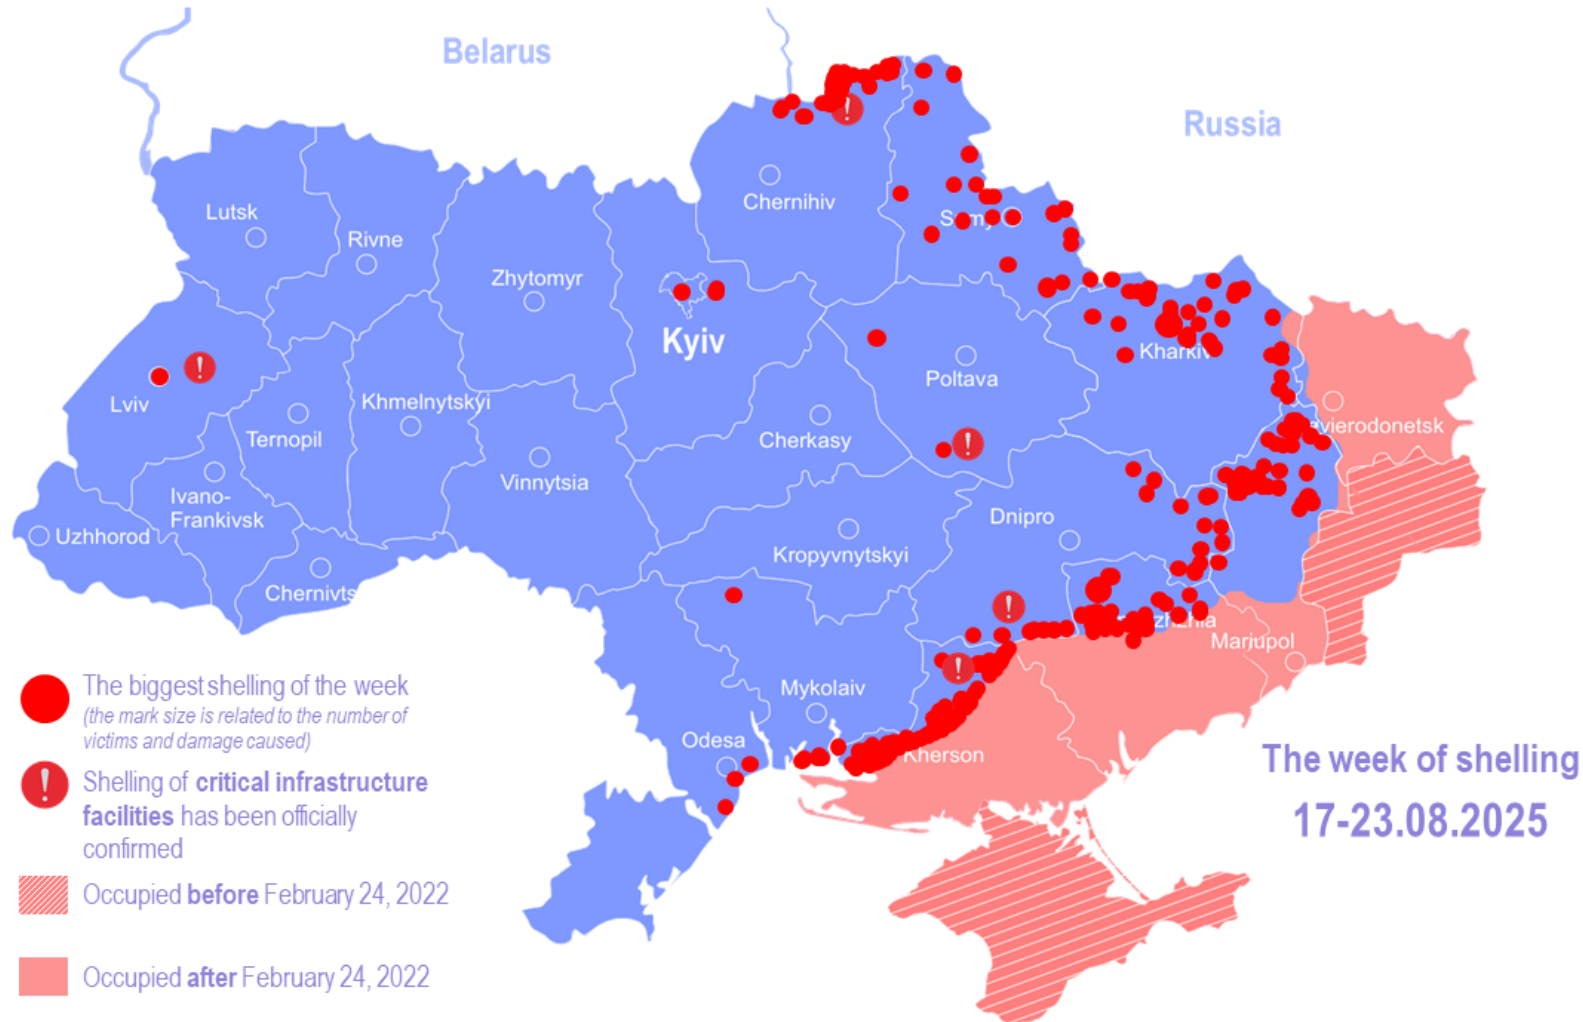 Belarus
Russia
Chernihiv
Lutsk
Sumy
Rivne
Zhytomyr
Kyiv
Kharkiv
Poltava
Lviv
Khmelnytskyi
Ternopil
Cherkasy
evierodonetsk
Vinnytsia
Ivano-
Frankivsk
Dnipro
Uzhhorod
Kropyvnytskyi
Chernivts
zhzhia
Mariupol
Mykolaiv
Odesa
Kherson
The biggest shelling of the week
(the mark size is related to the number of
victims and damage caused)
! Shelling of critical infrastructure
facilities has been officially
confirmed
Occupied before February 24, 2022
Occupied after February 24, 2022
The week of shelling
17-23.08.2025